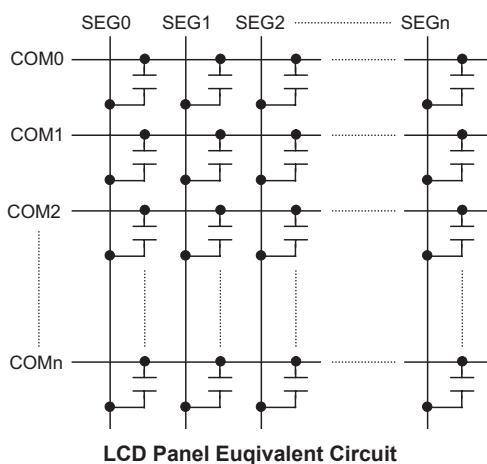 SEG0 SEG1 SEG2 SEGn
COM0
COM1
COM2
COMn
LCD Panel Euqivalent Circuit